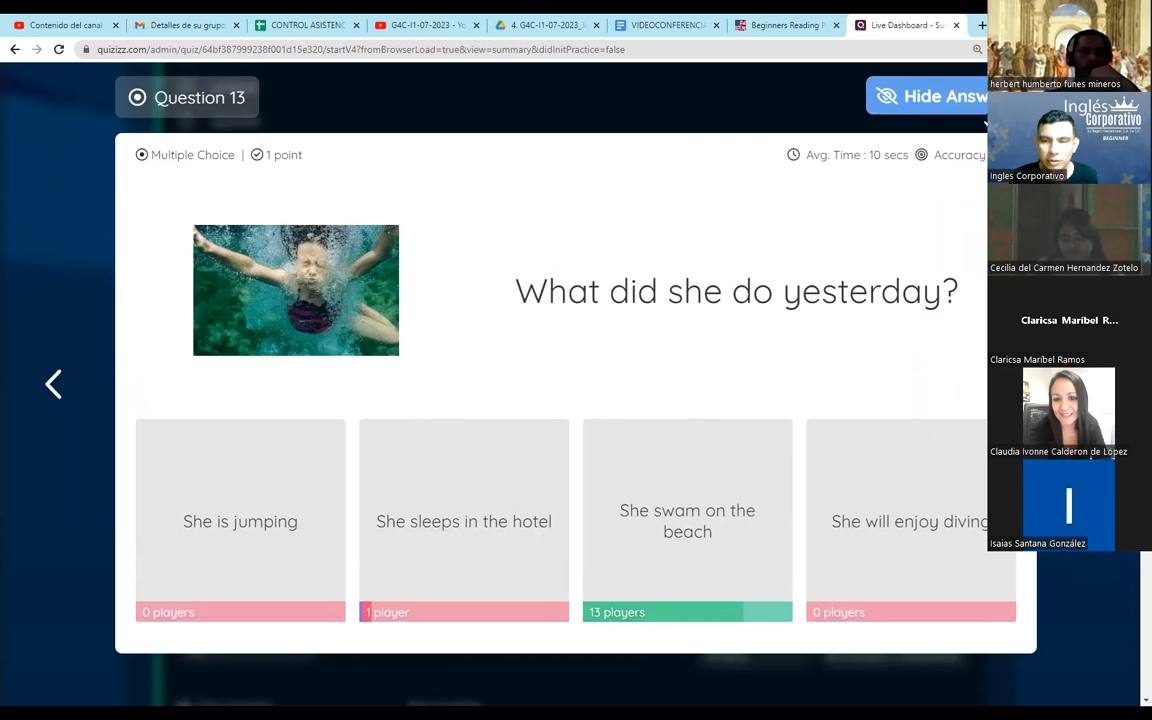 Contenido del canal
Detalles de su grupo
CONTROL ASISTENC
G4C-I1-07-2023 - Yo
4. G4C-I1-07-2023_I
VIDEOCONFERENCIA
Beginners Reading P
Live Dashboard - Su
quizizz.com/admin/quiz/64bf387999238f001d15e320/startV4?fromBrowserLoad=true&view=summary&didInitPractice=false
Question 13
Hide Answ
Multiple Choice | 1 point
Avg. Time : 10 secs
Accuracy
What did she do yesterday?
She is jumping
She sleeps in the hotel
She swam on the
beach
She will enjoy diving
0 players
1 player
13 players
0 players
herbert humberto funes mineros
Inglés
Corporativo
BEGINNER
Ingles Corporativo
Cecilia del Carmen Hernandez Zotelo
Claricsa Maríbel R...
Claricsa Maríbel Ramos
Claudia Ivonne Calderon de López
I
Isaias Santana González